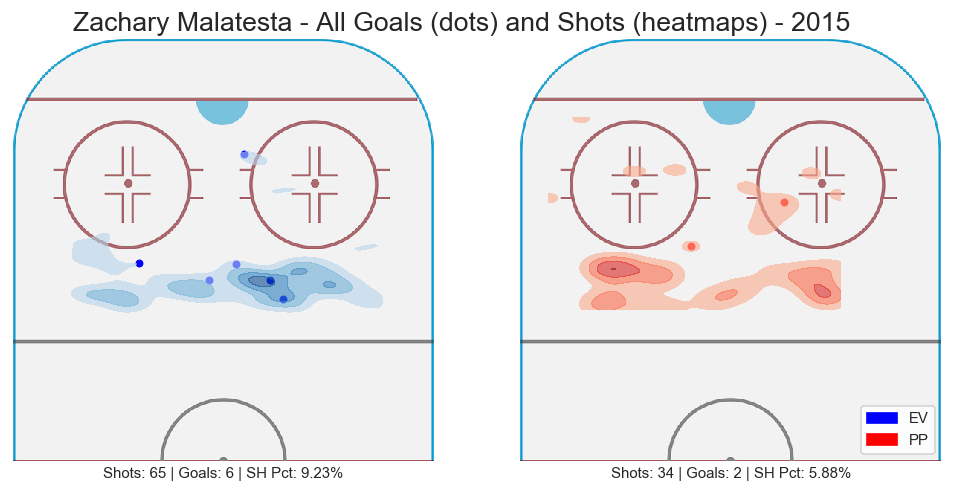 Zachary Malatesta - All Goals (dots) and Shots (heatmaps) - 2015
EV
PP
Shots: 65 | Goals: 6 | SH Pct: 9.23%
Shots: 34 | Goals: 2 | SH Pct: 5.88%